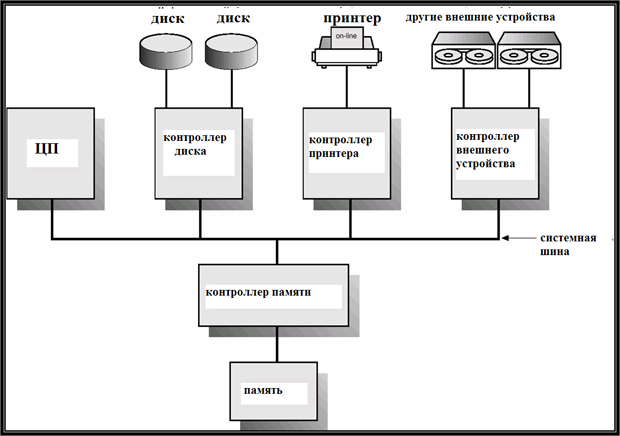 диск
диск
принтер
другие внешние устройства
on-line
ЦП
контроллер
диска
контроллер
принтера
контроллер
внешнего
устройства
системная
шина
контроллер памяти
память